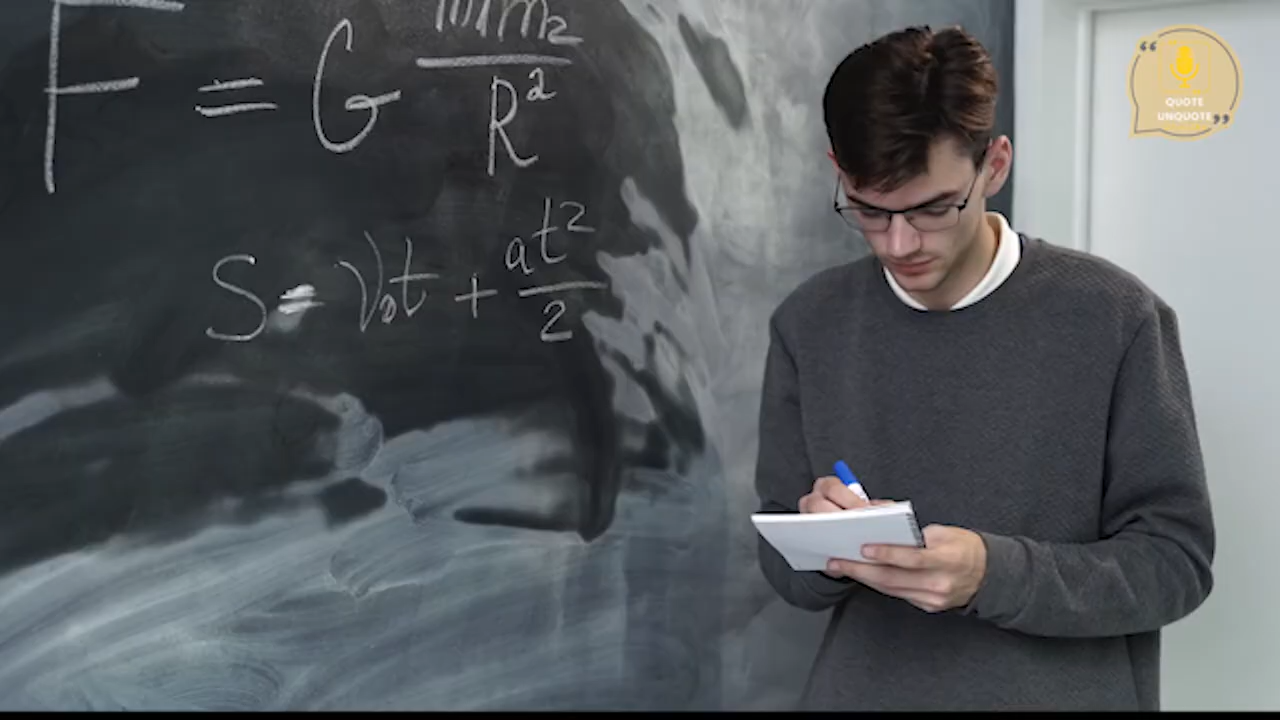 F = G m₁m₂ / R²
S = V₀t + at² / 2
QUOTE
UNQUOTE